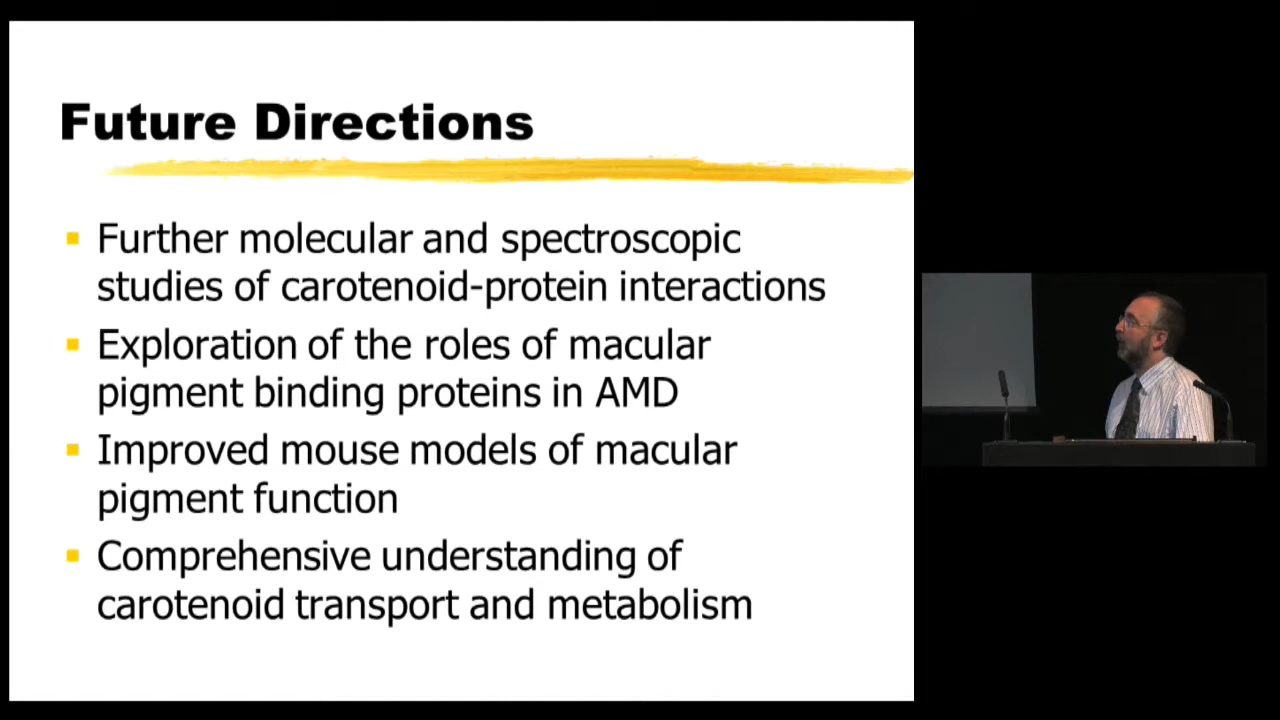 Future Directions
Further molecular and spectroscopic
studies of carotenoid-protein interactions
Exploration of the roles of macular
pigment binding proteins in AMD
Improved mouse models of macular
pigment function
Comprehensive understanding of
carotenoid transport and metabolism